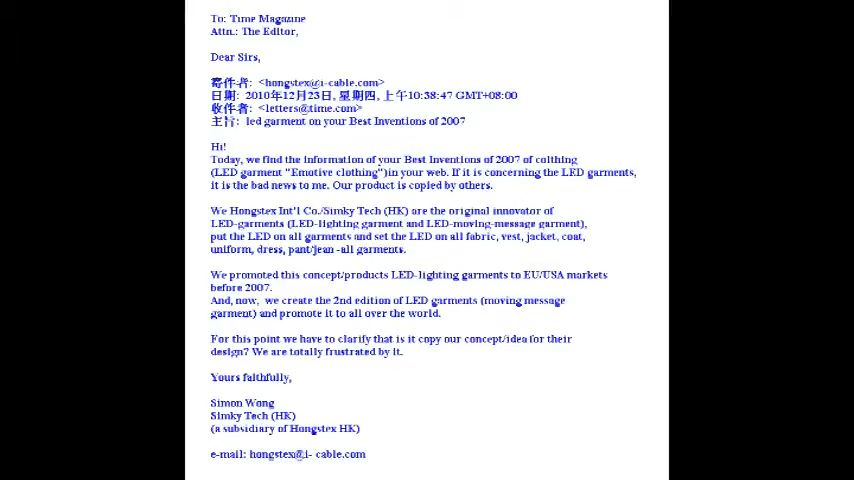 To: Time Magazine
Attn.: The Editor,
Dear Sirs,
寄件者: <hongstex@i-cable.com>
日期: 2010年12月23日, 星期四, 上午10:38:47 GMT+08:00
收件者: <letters@time.com>
主旨: led garment on your Best Inventions of 2007
Hi!
Today, we find the information of your Best Inventions of 2007 of colthing
(LED garment "Emotive clothing")in your web. If it is concerning the LED garments,
it is the bad news to me. Our product is copied by others.
We Hongstex Int'l Co./Simky Tech (HK) are the original innovator of
LED-garments (LED-lighting garment and LED-moving-message garment),
put the LED on all garments and set the LED on all fabric, vest, jacket, coat,
uniform, dress, pant/jean -all garments.
We promoted this concept/products LED-lighting garments to EU/USA markets
before 2007.
And, now,  we create the 2nd edition of LED garments (moving message
garment) and promote it to all over the world.
For this point we have to clarify that is it copy our concept/idea for their
design? We are totally frustrated by it.
Yours faithfully,
Simon Wong
Simky Tech (HK)
(a subsidiary of Hongstex HK)
e-mail: hongstex@i- cable.com